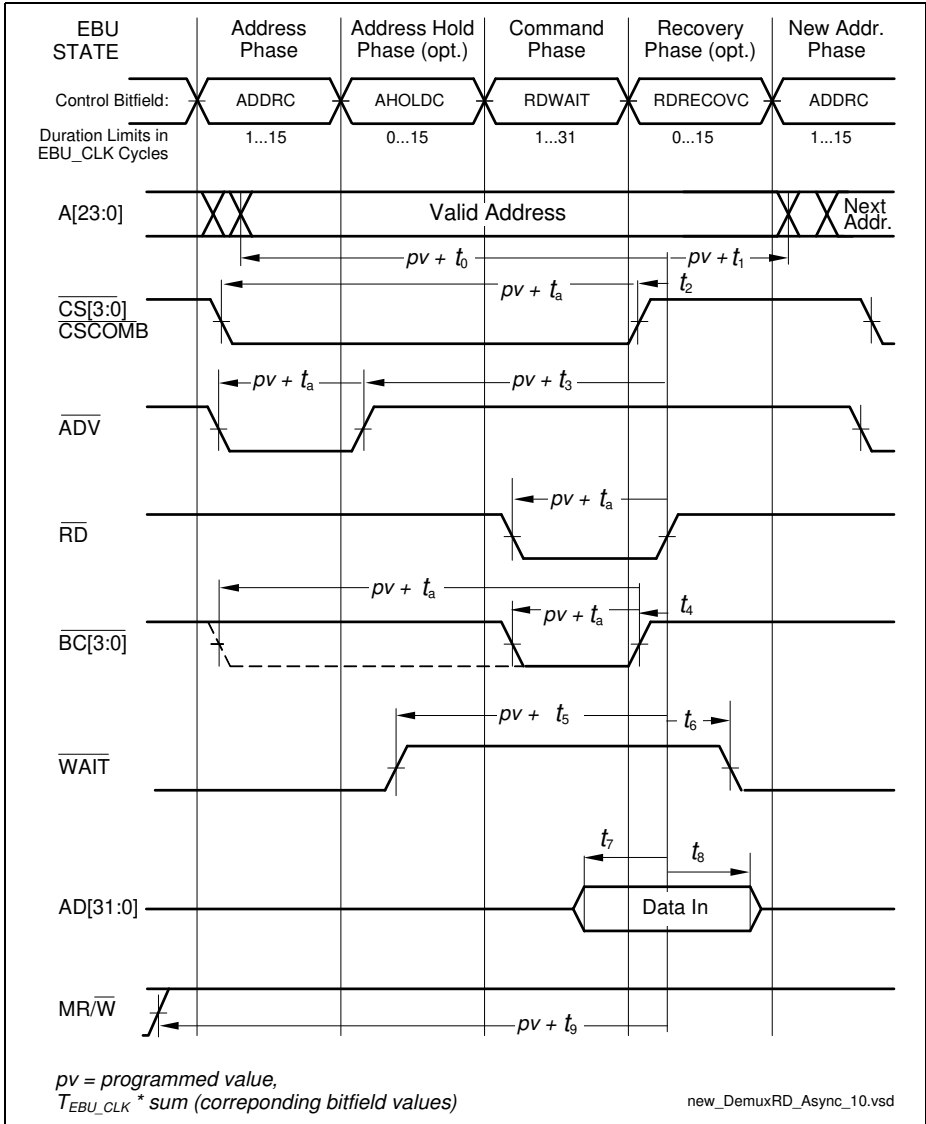 EBU STATE
Address Phase
Address Hold Phase (opt.)
Command Phase
Recovery Phase (opt.)
New Addr. Phase
Control Bitfield: ADDRC AHOLDC RDWAIT RDRECOVC ADDRC
Duration Limits in EBU_CLK Cycles
1...15 0...15 1...31 0...15 1...15
A[23:0] Valid Address Next Addr.
pv + t0 pv + t1
pv + ta t2
CS[3:0]
CSCOMB
pv + ta pv + t3
ADV
pv + ta
RD
pv + ta
pv + ta t4
BC[3:0]
pv + t5 t6
WAIT
t7 t8
AD[31:0] Data In
MR/W
pv + t9
pv = programmed value,
TEBU_CLK * sum (correponding bitfield values)
new_DemuxRD_Async_10.vsd